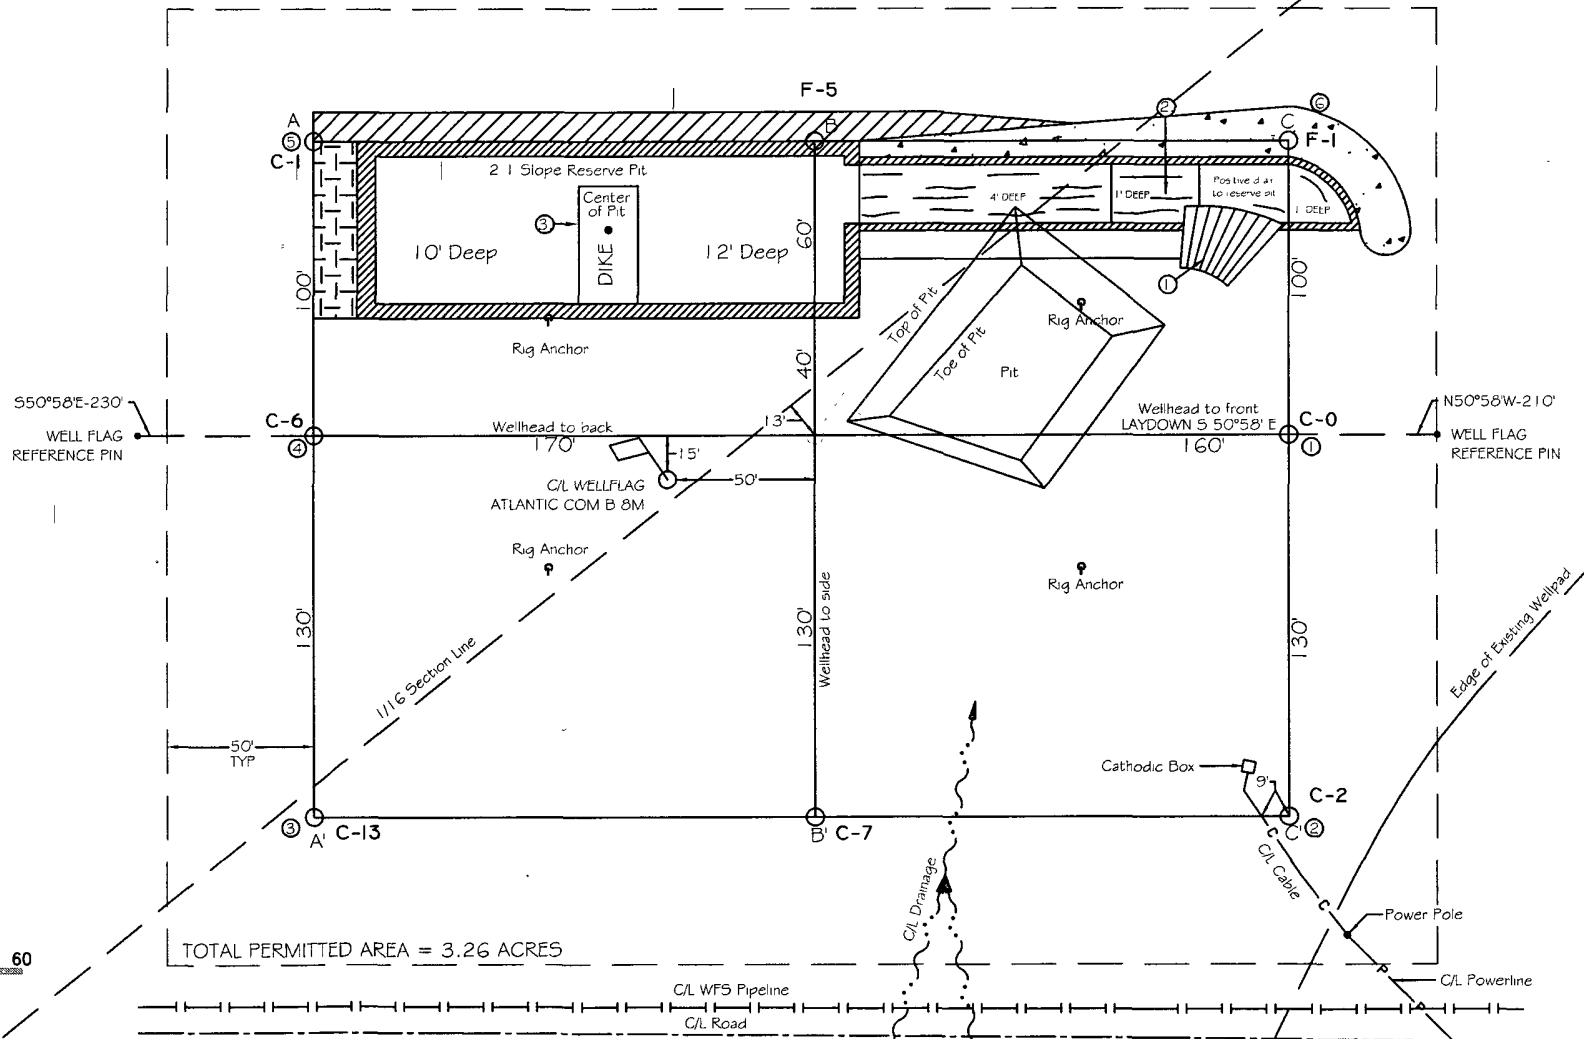 F-5
A
B
C
⑤
C-1
②
⑥
F-1
2 1 Slope Reserve Pit
Center
of Pit
③
DIKE
10' Deep
12' Deep
60'
100'
4' DEEP
1' DEEP
to reserve pit
1' DEEP
①
100'
Rig Anchor
Rig Anchor
Top of Pit
Toe of Pit
Pit
40'
13'
S50°58'E-230'
WELL FLAG
REFERENCE PIN
C-6
④
Wellhead to back
170'
15'
50'
C/L WELLFLAG
ATLANTIC COM B 8M
Wellhead to front
LAYDOWN S 50°58' E
160'
C-0
①
N50°58'W-210'
WELL FLAG
REFERENCE PIN
Rig Anchor
Rig Anchor
130'
130'
Wellhead to side
130'
1/16 Section Line
Edge of Existing Wellpad
50'
TYP
Cathodic Box
9'
C-2
③
A'
C-13
B'
C-7
C'
②
C
C/L Cable
C
C/L Drainage
Power Pole
P
C/L Powerline
P
TOTAL PERMITTED AREA = 3.26 ACRES
60
C/L WFS Pipeline
C/L Road